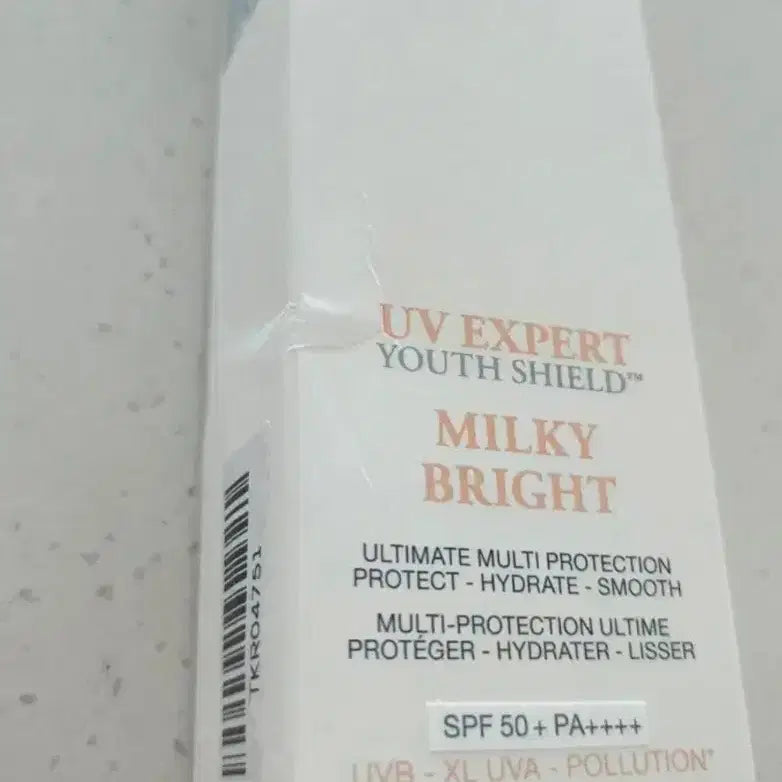 UV EXPERT
YOUTH SHIELD™
MILKY
BRIGHT
ULTIMATE MULTI PROTECTION
PROTECT - HYDRATE - SMOOTH
MULTI-PROTECTION ULTIME
PROTÉGER - HYDRATER - LISSER
SPF 50+ PA++++
UVB - XL UVA - POLLUTION*
TKR04751